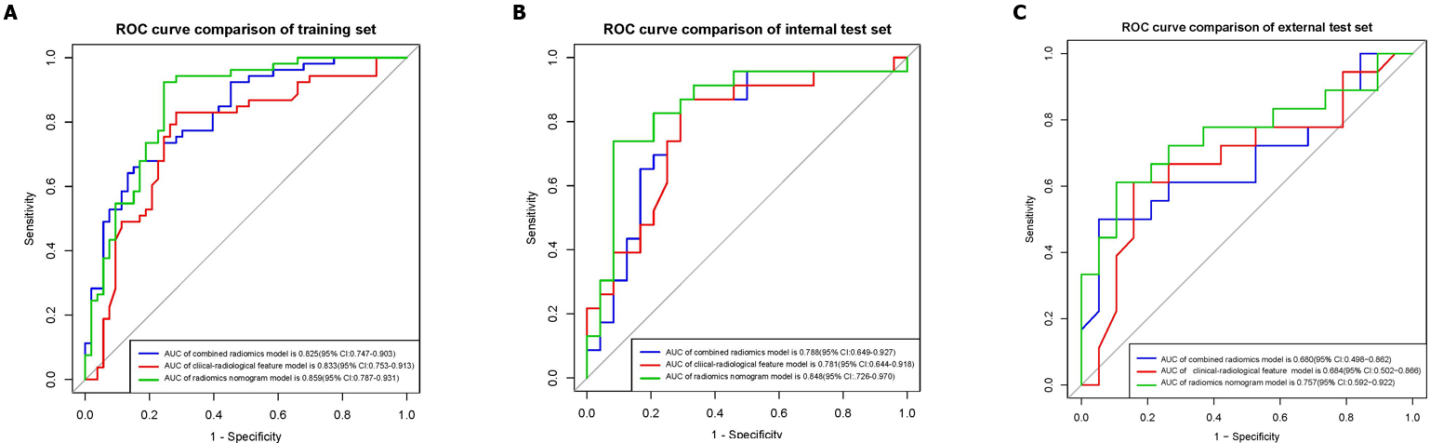 A
ROC curve comparison of training set
Sensitivity
1.0
0.8
0.6
0.4
0.2
0.0
AUC of combined radiomics model is 0.825(95% CI:0.747-0.903)
AUC of cliical-radiological feature model is 0.833(95% CI:0.753-0.913)
AUC of radiomics nomogram model is 0.859(95% CI:0.787-0.931)
0.0 0.2 0.4 0.6 0.8 1.0
1 - Specificity
B
ROC curve comparison of internal test set
Sensitivity
1.0
0.8
0.6
0.4
0.2
0.0
AUC of combined radiomics model is 0.788(95% CI:0.649-0.927)
AUC of cliical-radiological feature model is 0.781(95% CI:0.644-0.918)
AUC of radiomics nomogram model is 0.848(95% CI:.726-0.970)
0.0 0.2 0.4 0.6 0.8 1.0
1 - Specificity
C
ROC curve comparison of external test set
Sensitivity
1.0
0.8
0.6
0.4
0.2
0.0
AUC of combined radiomics model is 0.680(95% CI:0.498−0.862)
AUC of clinical-radiological feature model is 0.684(95% CI:0.502−0.866)
AUC of radiomics nomogram model is 0.757(95% CI:0.592−0.922)
0.0 0.2 0.4 0.6 0.8 1.0
1 − Specificity